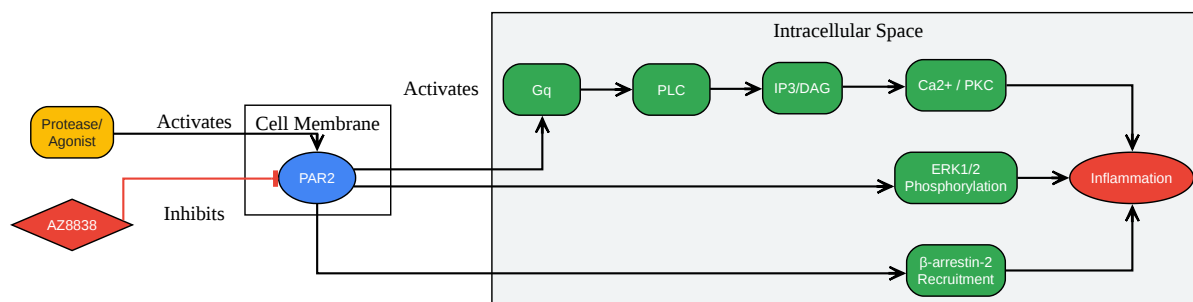 Intracellular Space
Activates
Gq
PLC
IP3/DAG
Ca2+ / PKC
Protease/
Agonist
Activates
Cell Membrane
PAR2
ERK1/2
Phosphorylation
Inflammation
AZ8838
Inhibits
β-arrestin-2
Recruitment